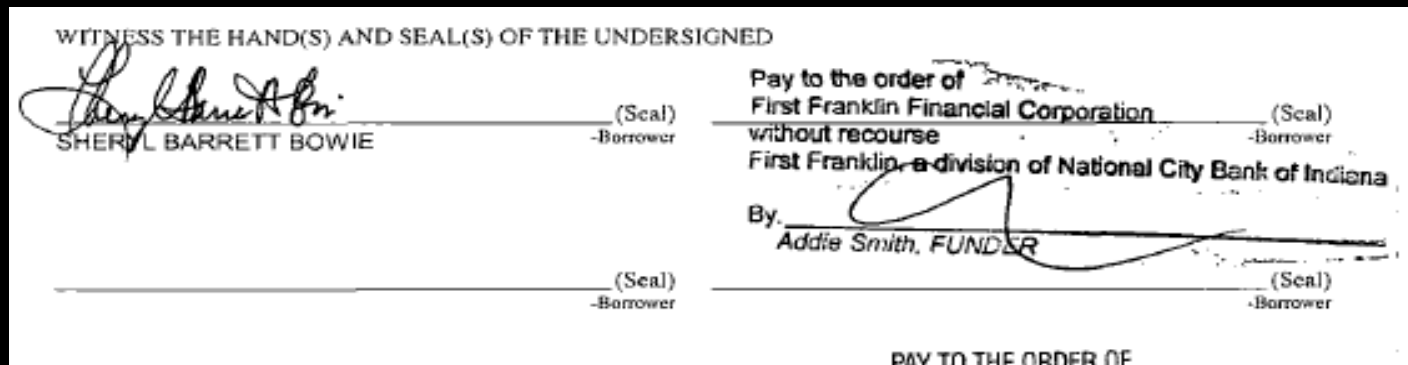 WITNESS THE HAND(S) AND SEAL(S) OF THE UNDERSIGNED
(Seal)
SHERYL BARRETT BOWIE
-Borrower
Pay to the order of
First Franklin Financial Corporation
(Seal)
without recourse
-Borrower
First Franklin, a division of National City Bank of Indiana
By.
Addie Smith, FUNDER
(Seal)
-Borrower
(Seal)
-Borrower
PAY TO THE ORDER OF